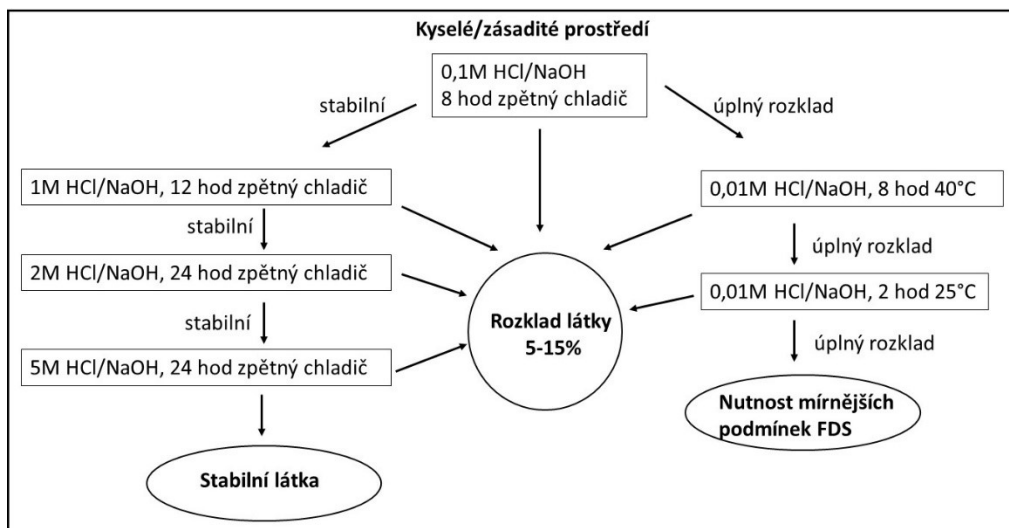 Kyselé/zásadité prostředí
0,1M HCl/NaOH
8 hod zpětný chladič
stabilní
úplný rozklad
1M HCl/NaOH, 12 hod zpětný chladič
0,01M HCl/NaOH, 8 hod 40°C
stabilní
úplný rozklad
2M HCl/NaOH, 24 hod zpětný chladič
0,01M HCl/NaOH, 2 hod 25°C
Rozklad látky
5-15%
stabilní
úplný rozklad
5M HCl/NaOH, 24 hod zpětný chladič
Nutnost mírnějších
podmínek FDS
Stabilní látka